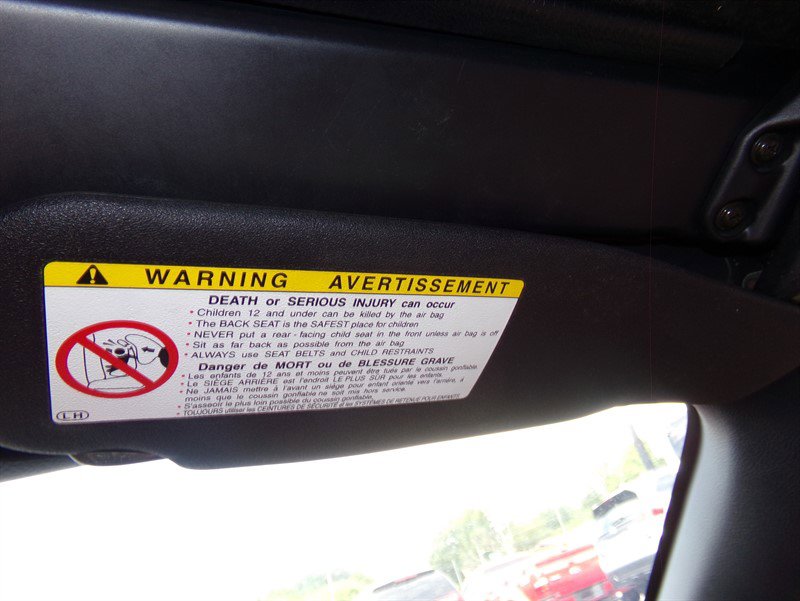 WARNING AVERTISSEMENT
DEATH or SERIOUS INJURY can occur
• Children 12 and under can be killed by the air bag
• The BACK SEAT is the SAFEST place for children
• NEVER put a rear-facing child seat in the front unless air bag is off
• Sit as far back as possible from the air bag
• ALWAYS use SEAT BELTS and CHILD RESTRAINTS
Danger de MORT ou de BLESSURE GRAVE
• Les enfants de 12 ans et moins peuvent être tués par le coussin gonflable
• Le SIÈGE ARRIÈRE est l'endroit LE PLUS SÛR pour les enfants.
• Ne JAMAIS mettre à l'avant un siège pour enfant orienté vers l'arrière, à
moins que le coussin gonflable ne soit mis hors service.
• S'asseoir le plus loin possible du coussin gonflable.
• TOUJOURS utiliser les CEINTURES DE SÉCURITÉ et les SYSTÈMES DE RETENUE POUR ENFANTS.
LH